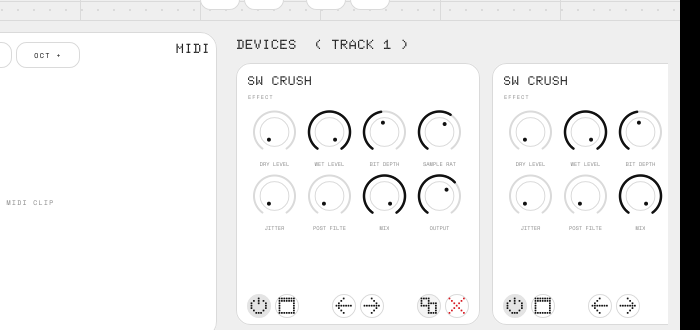 OCT +
MIDI
MIDI CLIP
DEVICES < TRACK 1 >
SW CRUSH
EFFECT
DRY LEVEL WET LEVEL BIT DEPTH SAMPLE RAT
JITTER POST FILTE MIX OUTPUT
SW CRUSH
EFFECT
DRY LEVEL WET LEVEL BIT DEPTH
JITTER POST FILTE MIX